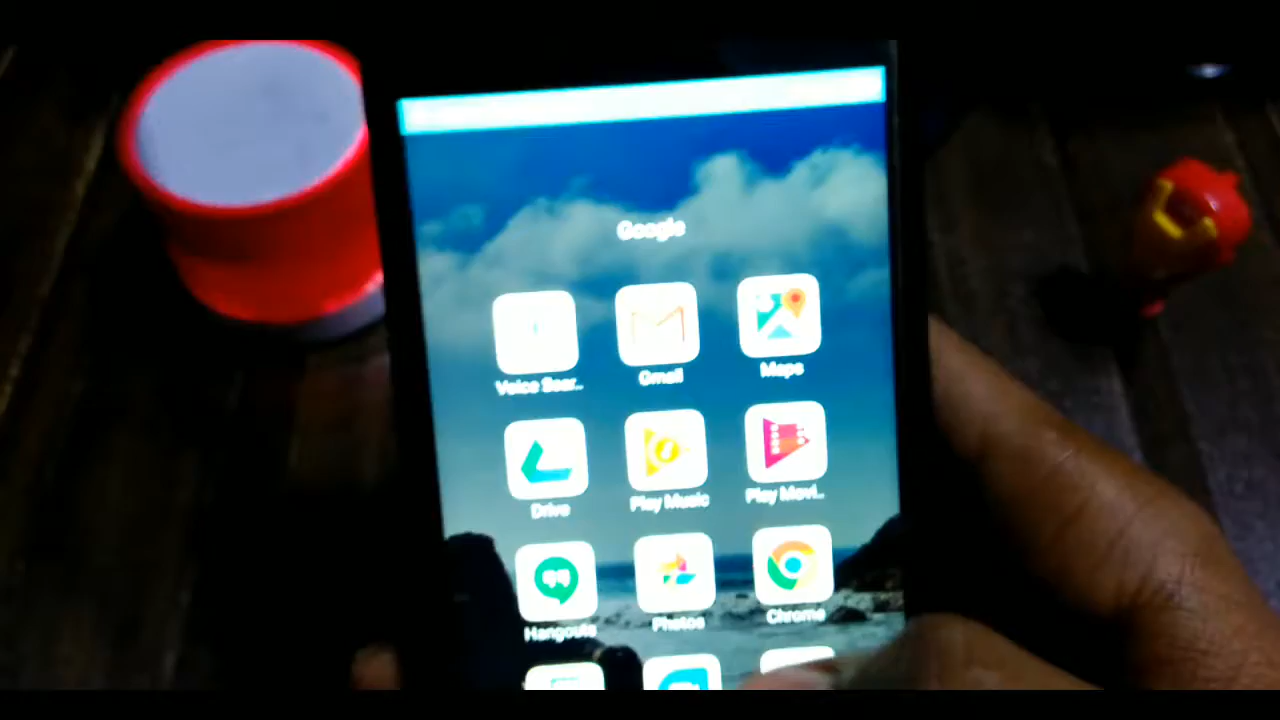 Google
Voice Sear..
Gmail
Maps
Drive
Play Music
Play Movi..
Hangouts
Photos
Chrome